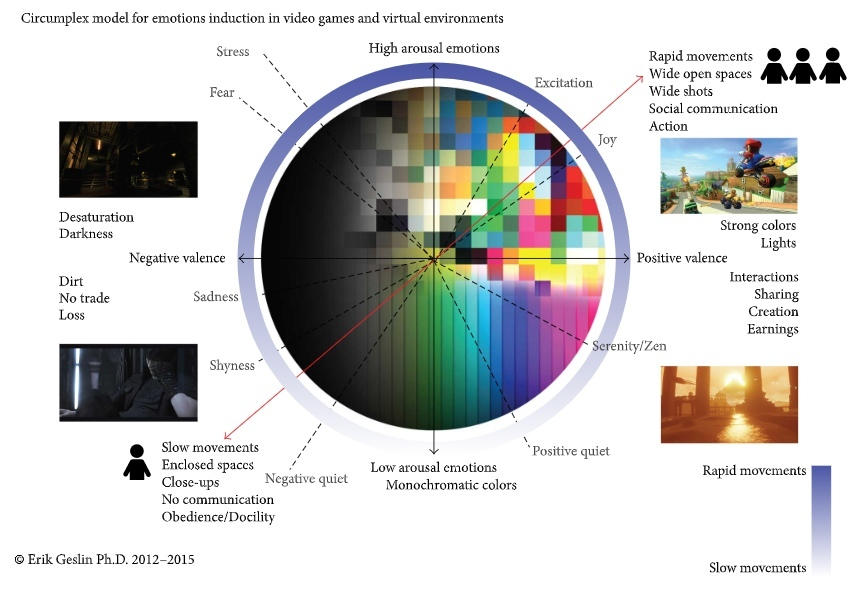 Circumplex model for emotions induction in video games and virtual environments
Stress
High arousal emotions
Rapid movements
Wide open spaces
Wide shots
Social communication
Action
Fear
Excitation
Joy
Desaturation
Darkness
Strong colors
Lights
Negative valence
Positive valence
Dirt
No trade
Loss
Interactions
Sharing
Creation
Earnings
Sadness
Shyness
Serenity/Zen
Slow movements
Enclosed spaces
Close-ups
No communication
Obedience/Docility
Negative quiet
Low arousal emotions
Monochromatic colors
Positive quiet
Rapid movements
Slow movements
© Erik Geslin Ph.D. 2012–2015